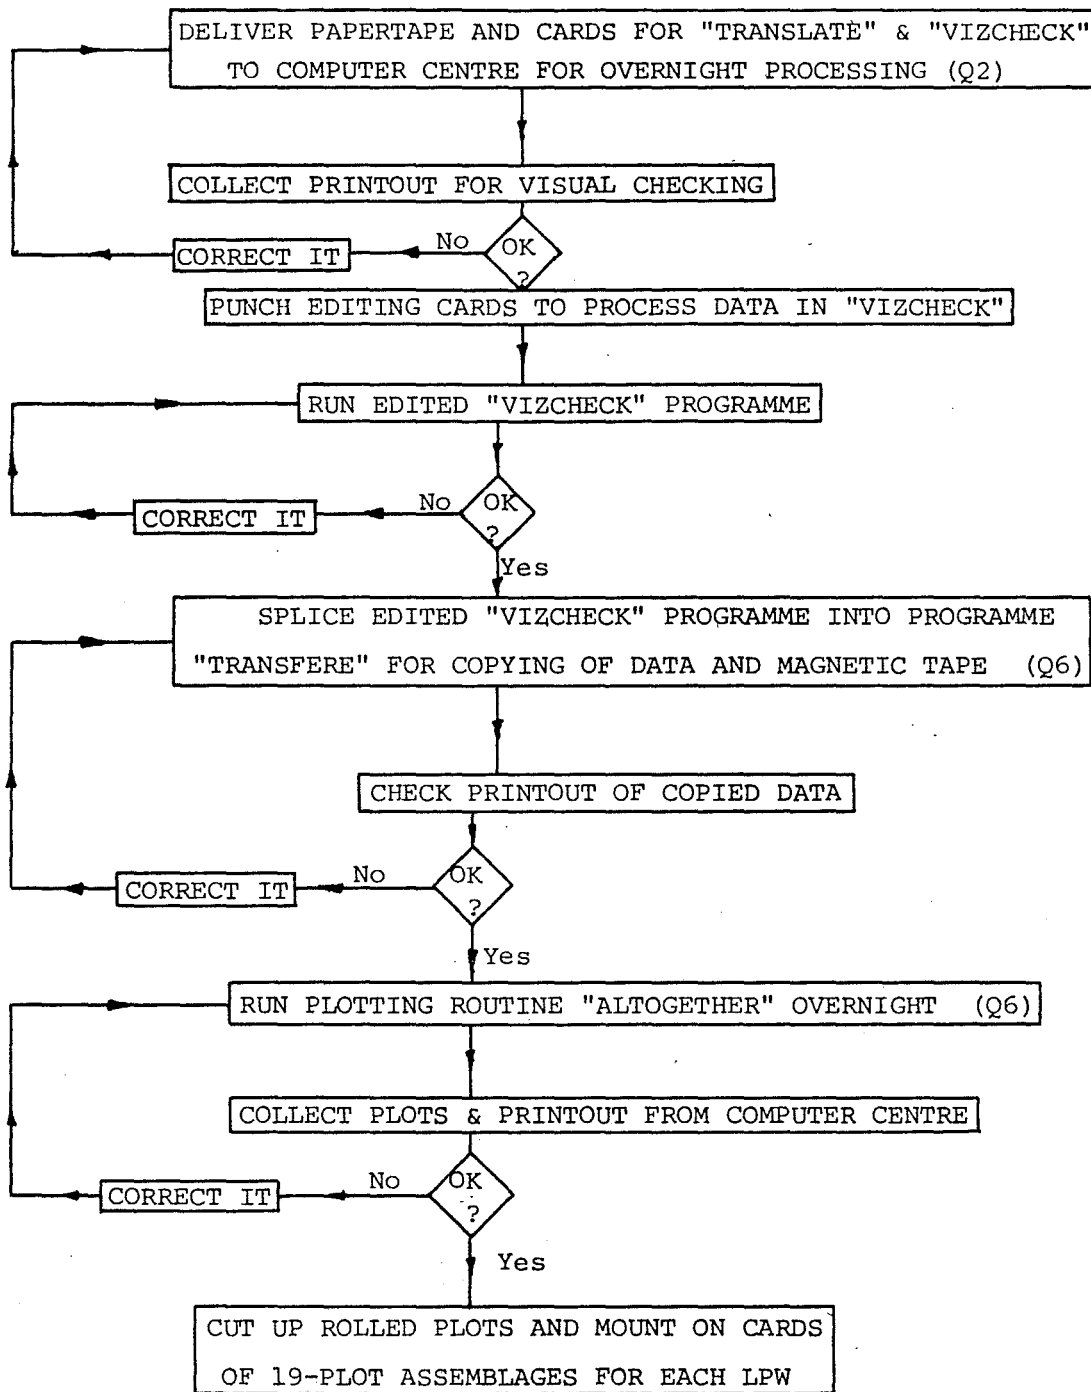 DELIVER PAPERTAPE AND CARDS FOR "TRANSLATE" & "VIZCHECK"
TO COMPUTER CENTRE FOR OVERNIGHT PROCESSING (Q2)
COLLECT PRINTOUT FOR VISUAL CHECKING
OK
?
No
CORRECT IT
PUNCH EDITING CARDS TO PROCESS DATA IN "VIZCHECK"
RUN EDITED "VIZCHECK" PROGRAMME
OK
?
No
CORRECT IT
Yes
SPLICE EDITED "VIZCHECK" PROGRAMME INTO PROGRAMME
"TRANSFERE" FOR COPYING OF DATA AND MAGNETIC TAPE (Q6)
CHECK PRINTOUT OF COPIED DATA
OK
?
No
CORRECT IT
Yes
RUN PLOTTING ROUTINE "ALTOGETHER" OVERNIGHT (Q6)
COLLECT PLOTS & PRINTOUT FROM COMPUTER CENTRE
OK
?
No
CORRECT IT
Yes
CUT UP ROLLED PLOTS AND MOUNT ON CARDS
OF 19-PLOT ASSEMBLAGES FOR EACH LPW